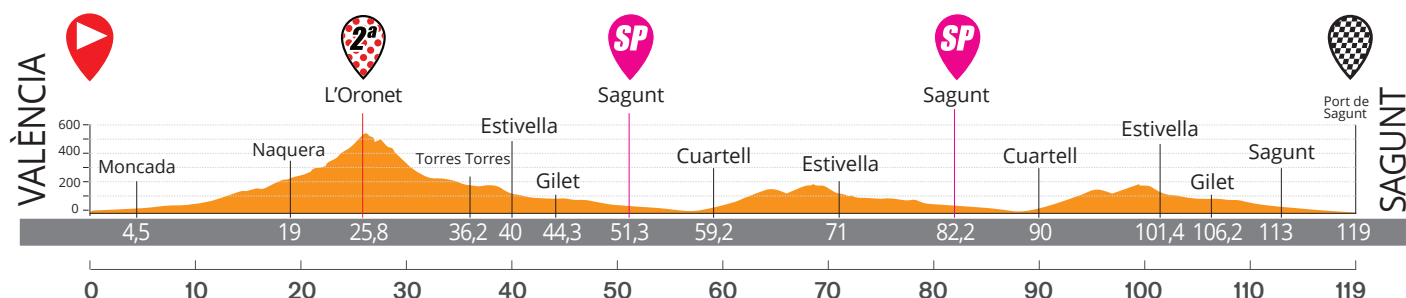 2ª
SP
SP
VALÈNCIA
L’Oronet
Sagunt
Sagunt
Port de
Sagunt
SAGUNT
600
400
200
0
Moncada
Naquera
Torres Torres
Estivella
Gilet
Cuartell
Estivella
Cuartell
Estivella
Gilet
Sagunt
4,5 19 25,8 36,2 40 44,3 51,3 59,2 71 82,2 90 101,4 106,2 113 119
0 10 20 30 40 50 60 70 80 90 100 110 119